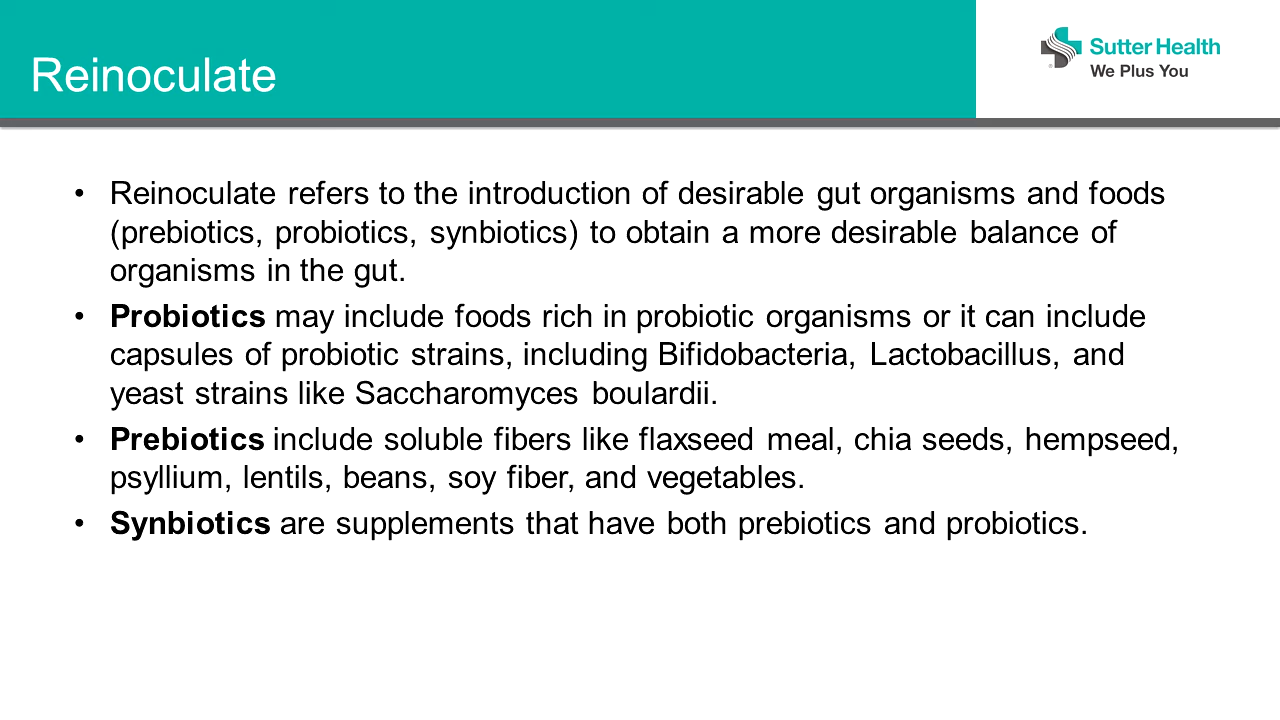 Reinoculate
Sutter Health
We Plus You
• Reinoculate refers to the introduction of desirable gut organisms and foods
(prebiotics, probiotics, synbiotics) to obtain a more desirable balance of
organisms in the gut.
• Probiotics may include foods rich in probiotic organisms or it can include
capsules of probiotic strains, including Bifidobacteria, Lactobacillus, and
yeast strains like Saccharomyces boulardii.
• Prebiotics include soluble fibers like flaxseed meal, chia seeds, hempseed,
psyllium, lentils, beans, soy fiber, and vegetables.
• Synbiotics are supplements that have both prebiotics and probiotics.